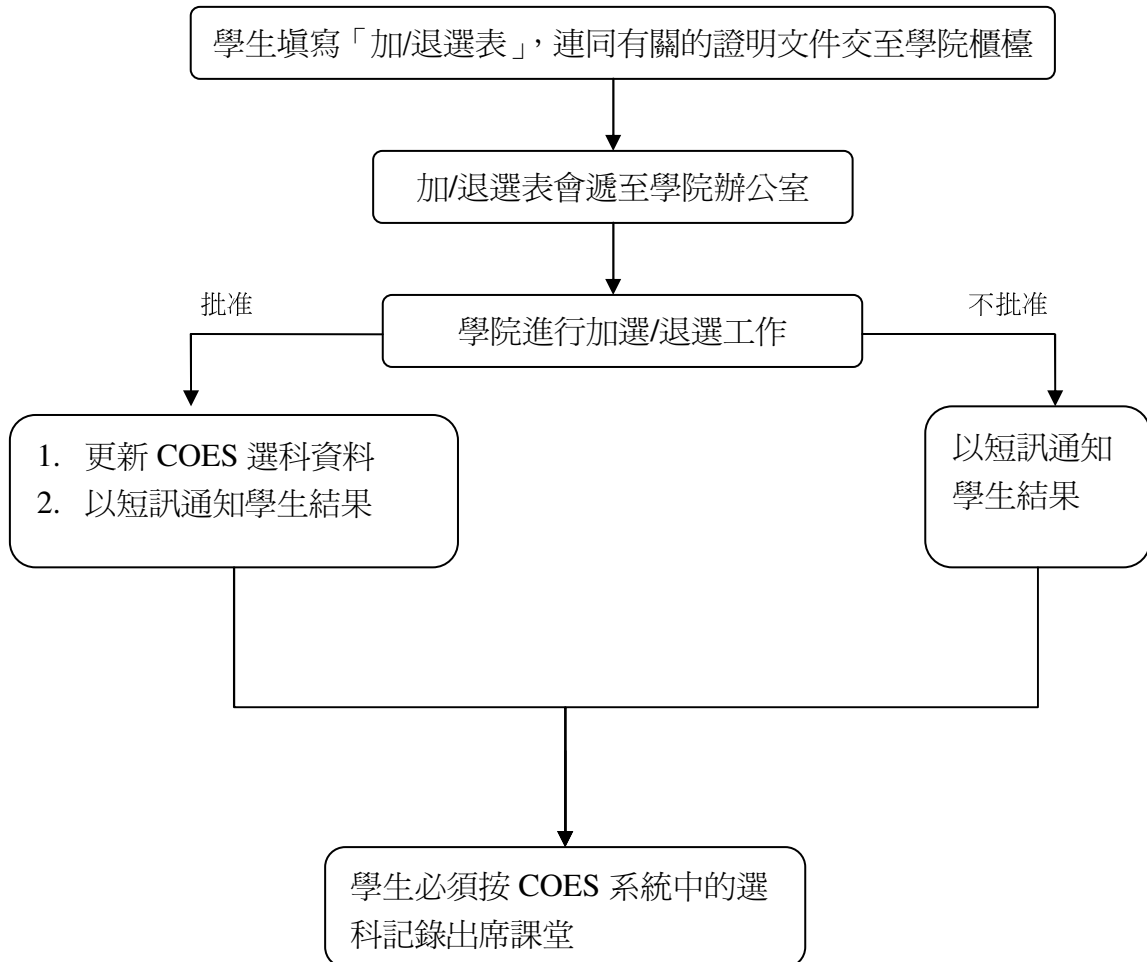 學生填寫「加/退選表」，連同有關的證明文件交至學院櫃檯
加/退選表會遞至學院辦公室
批准
不批准
學院進行加選/退選工作
1. 更新 COES 選科資料
2. 以短訊通知學生結果
以短訊通知
學生結果
學生必須按 COES 系統中的選
科記錄出席課堂